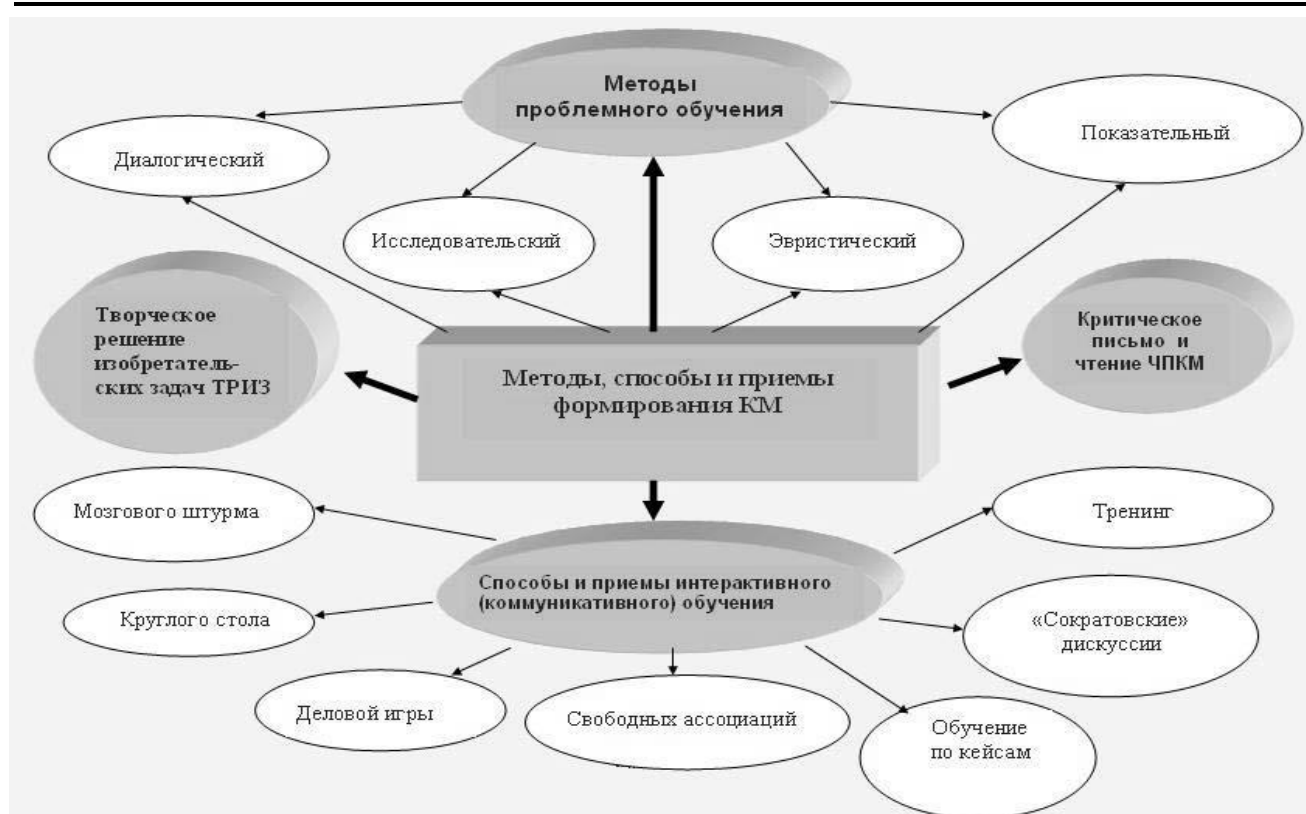 Методы
проблемного обучения
Показательный
Диалогический
Исследовательский
Эвристический
Творческое
решение
изобретатель-
ских задач ТРИЗ
Критическое
письмо и
чтение ЧПКМ
Методы, способы и приемы
формирования КМ
Мозгового штурма
Тренинг
Способы и приемы интерактивного
(коммуникативного) обучения
Круглого стола
«Сократовские»
дискуссии
Деловой игры
Свободных ассоциаций
Обучение
по кейсам